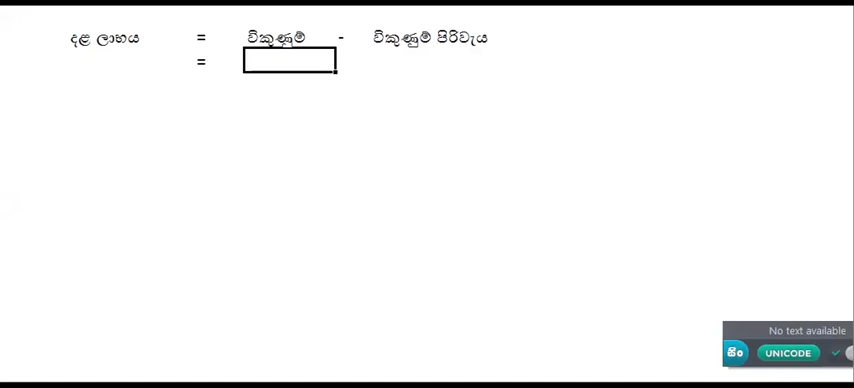 දළ ලාභය = විකුණුම් - විකුණුම් පිරිවැය
=
No text available
සිං UNICODE